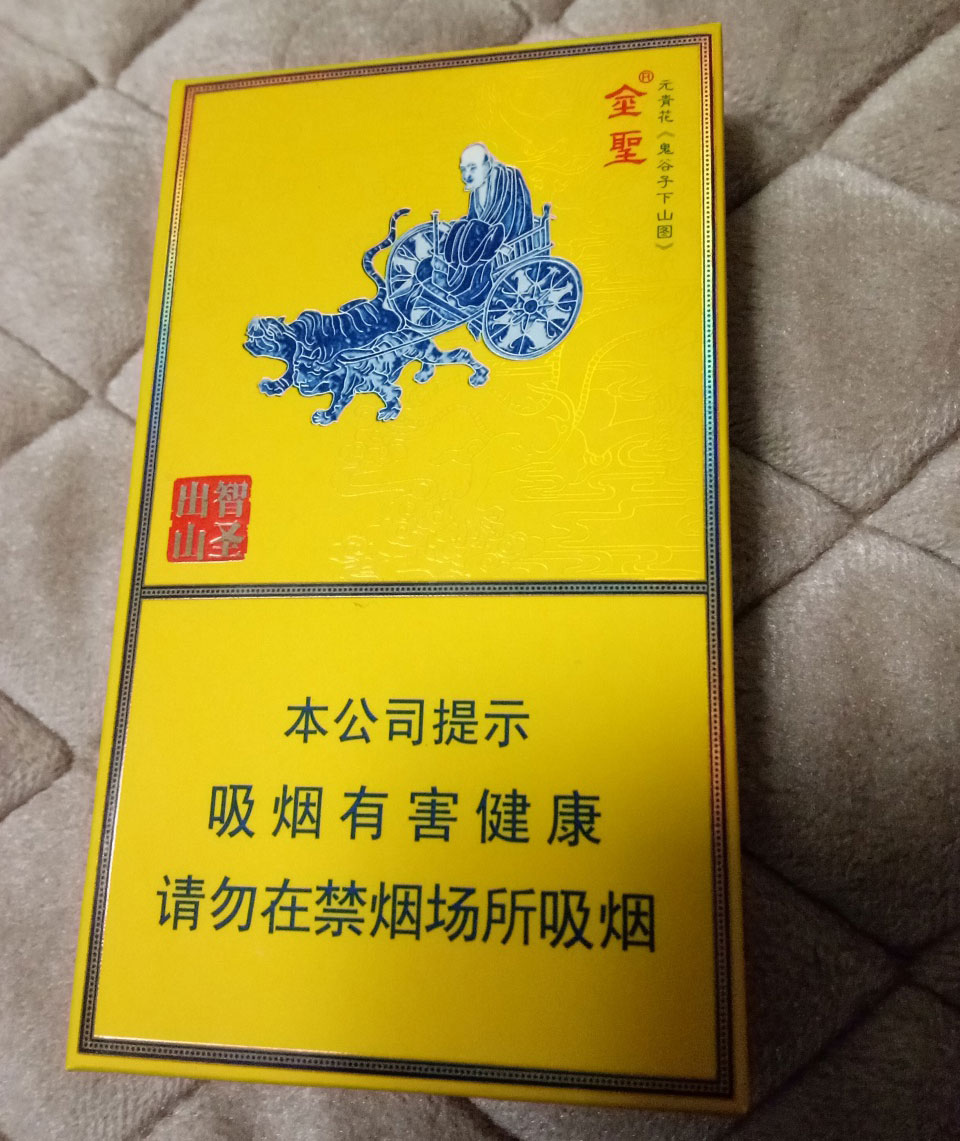 金聖®
元青花《鬼谷子下山图》
智圣
出山
本公司提示
吸烟有害健康
请勿在禁烟场所吸烟